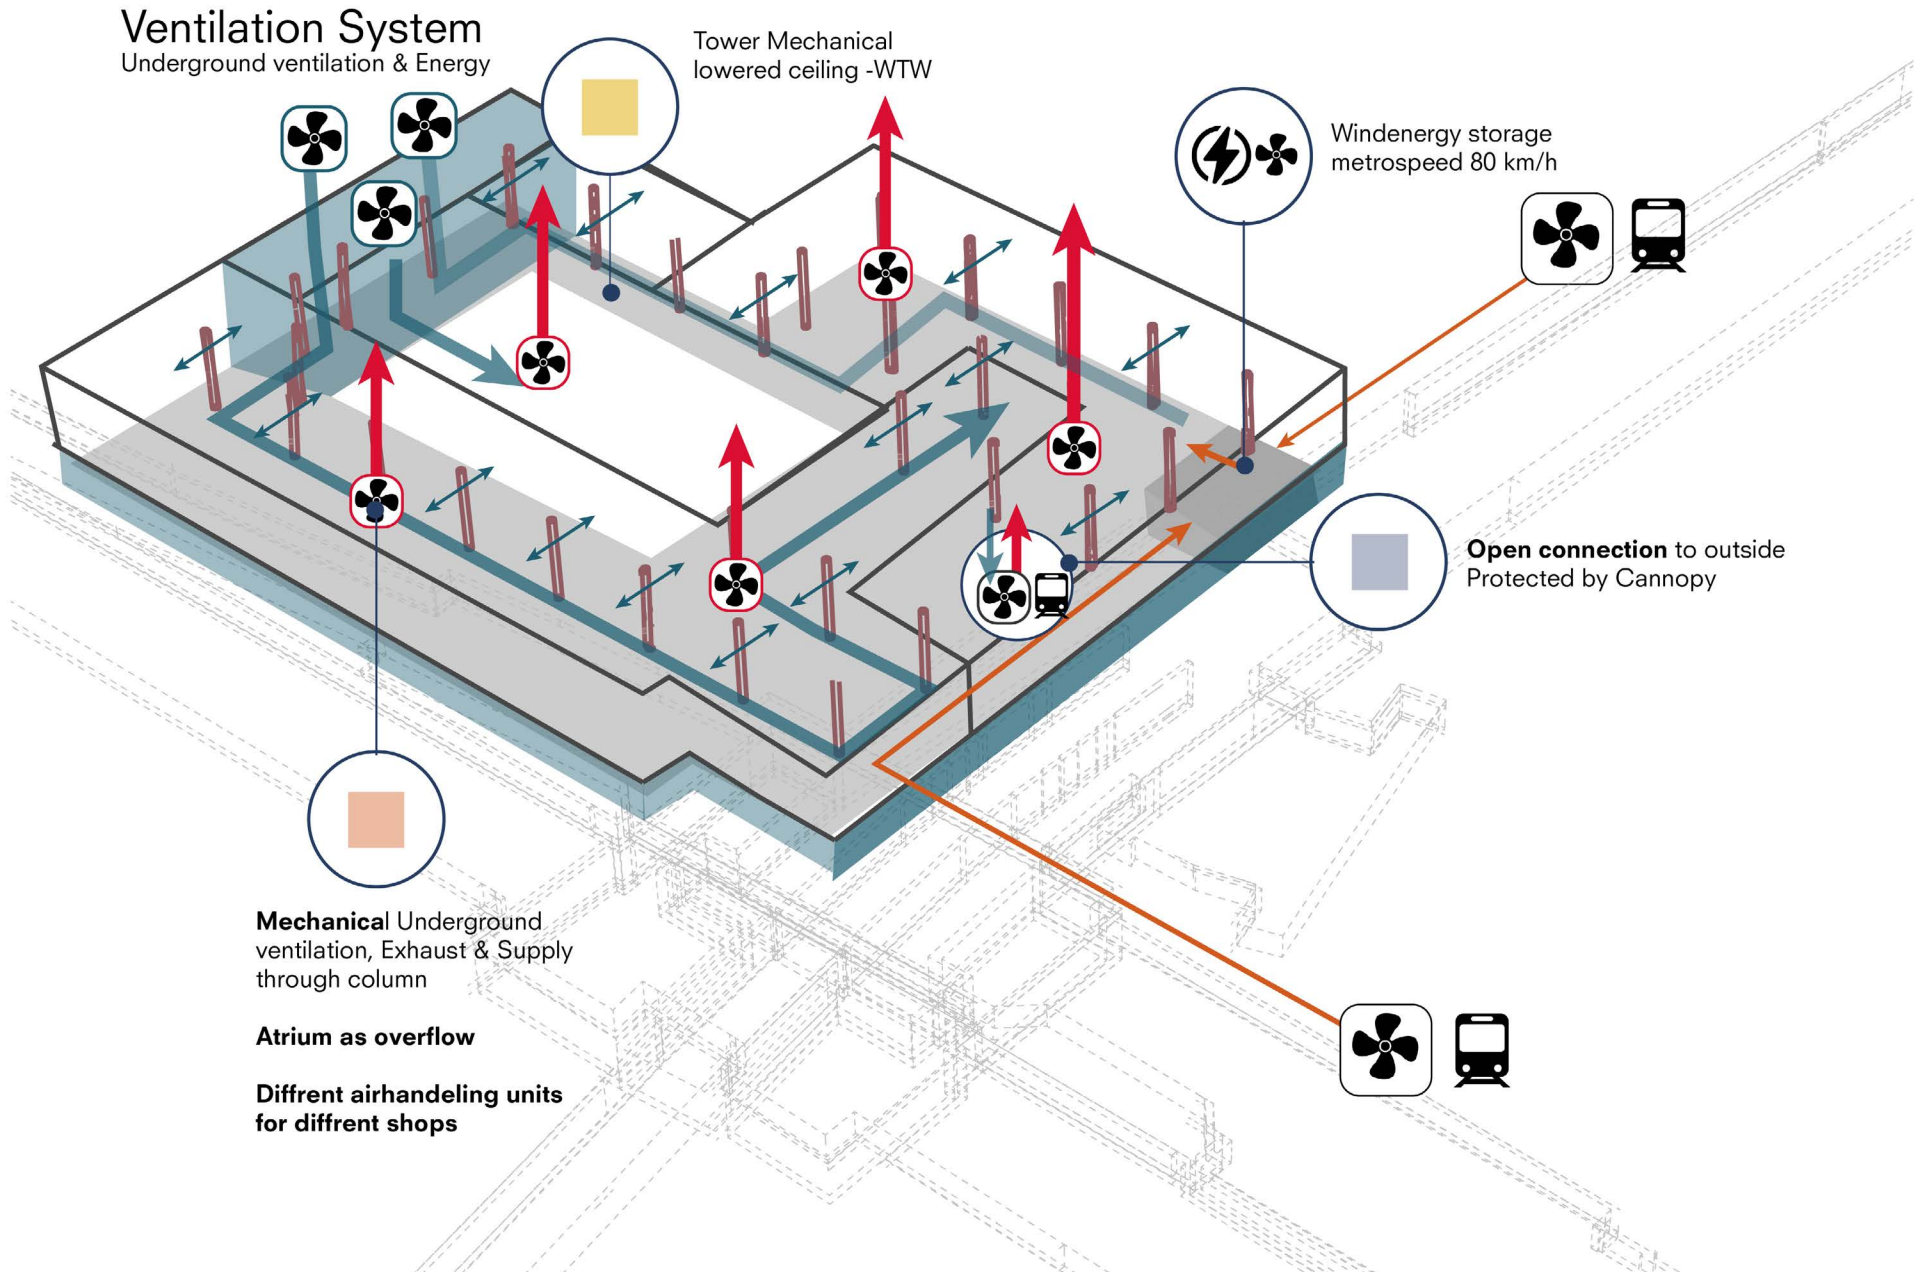 Ventilation System
Underground ventilation & Energy
Tower Mechanical
lowered ceiling -WTW
Windenergy storage
metrospeed 80 km/h
Open connection to outside
Protected by Cannopy
Mechanical Underground
ventilation, Exhaust & Supply
through column
Atrium as overflow
Diffrent airhandeling units
for diffrent shops